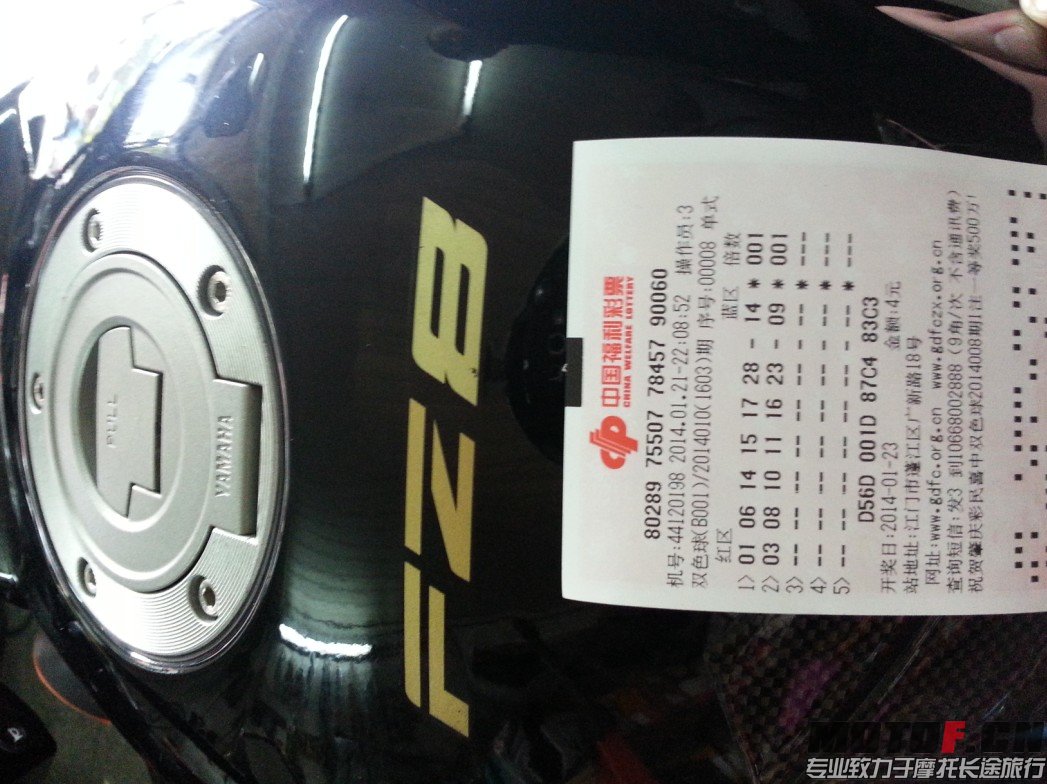 中国福利彩票
CHINA WELFARE LOTTERY
80289 75507 78457 90060
机号:44120198 2014.01.21-22:08:52 操作员:3
双色球(B001)/2014010(1603)期 序号:00008 单式
红区 蓝区 倍数
1> 01 06 14 15 17 28 - 14 * 001
2> 03 08 10 11 16 23 - 09 * 001
3> -- -- -- -- -- -- - -- * ---
4> -- -- -- -- -- -- - -- * ---
5> -- -- -- -- -- -- - -- * ---
D56D 001D 87C4 83C3
开奖日:2014-01-23 金额:4元
站地址:江门市蓬江区广新路18号
网址:www.gdfc.org.cn www.gdfczx.org.cn
查询短信:发3 到10668002888（9角/次 不含通讯费）
祝贺肇庆彩民喜中双色球2014008期1注一等奖500万!
FZ8
YAMAHA
PULL
MOTOF.CN
专业致力于摩托长途旅行